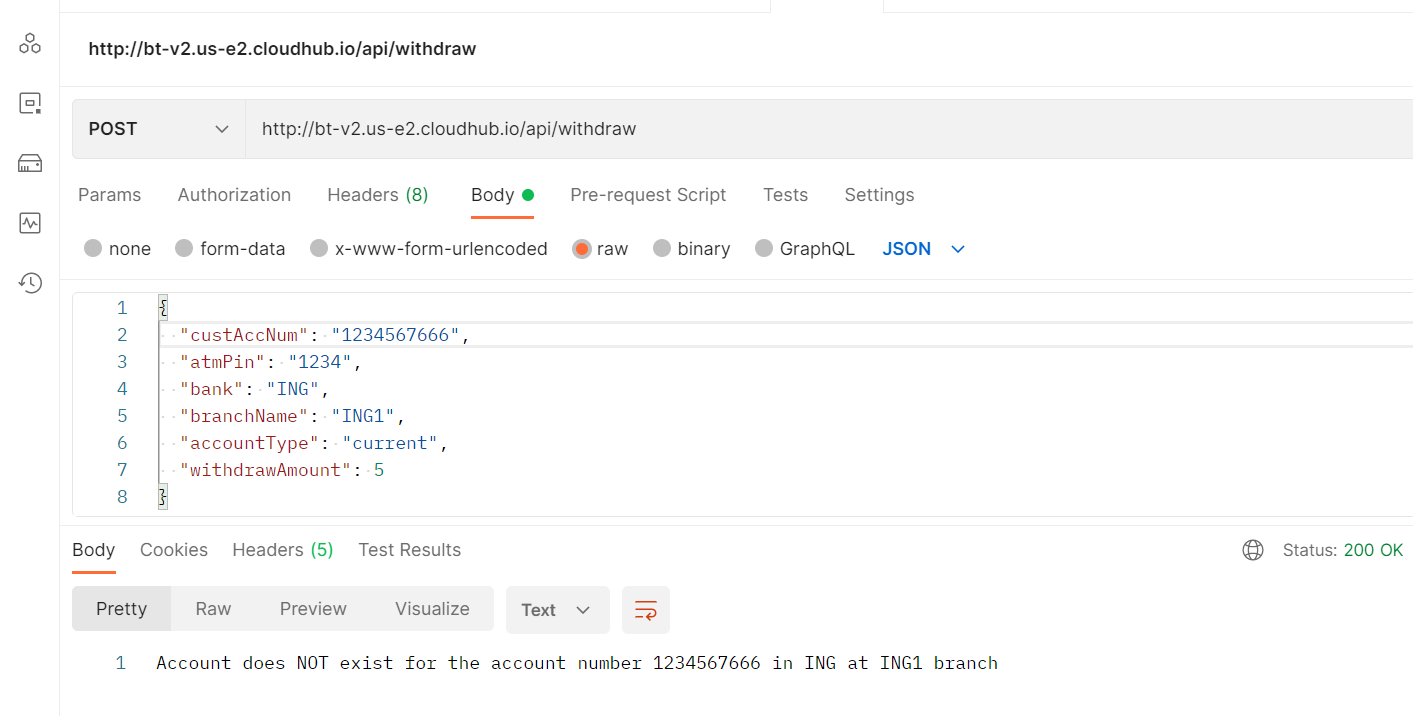 http://bt-v2.us-e2.cloudhub.io/api/withdraw
POST http://bt-v2.us-e2.cloudhub.io/api/withdraw
Params Authorization Headers (8) Body Pre-request Script Tests Settings
none form-data x-www-form-urlencoded raw binary GraphQL JSON
1 {
2 "custAccNum": "1234567666",
3 "atmPin": "1234",
4 "bank": "ING",
5 "branchName": "ING1",
6 "accountType": "current",
7 "withdrawAmount": 5
8 }
Body Cookies Headers (5) Test Results Status: 200 OK
Pretty Raw Preview Visualize Text
1 Account does NOT exist for the account number 1234567666 in ING at ING1 branch